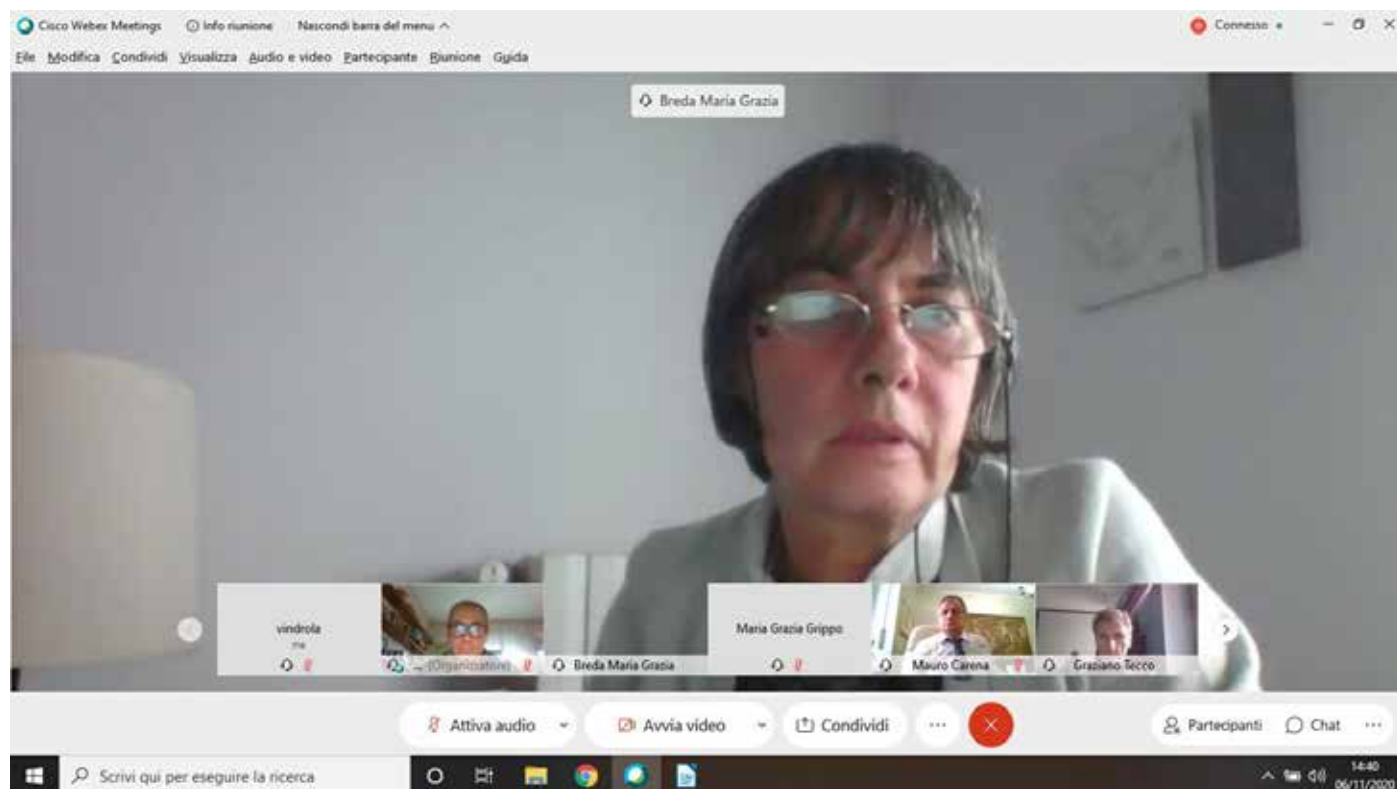 Cisco Webex Meetings Info riunione Nascondi barra del menu Connesso
File Modifica Condividi Visualizza Audio e video Partecipante Riunione Guida
Breda Maria Grazia
vindrola
me
... (Organizzatore)
Breda Maria Grazia
Maria Grazia Grippo
Mauro Carena
Graziano Tecco
Attiva audio Avvia video Condividi ... Partecipanti Chat ...
Scrivi qui per eseguire la ricerca
14:40
06/11/2020